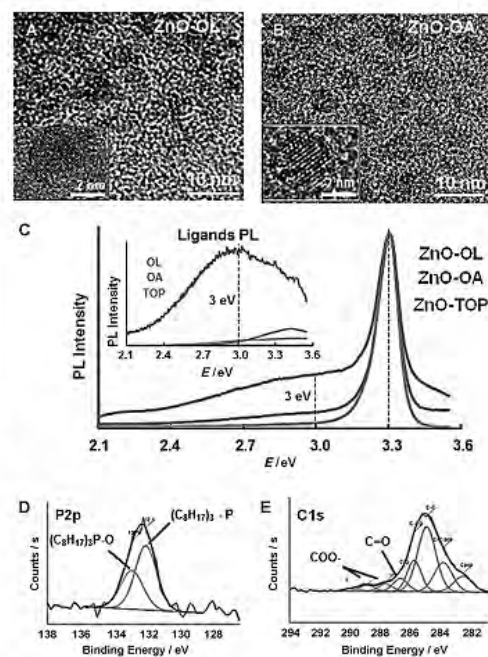 A
ZnO-OL
2 nm
10 nm
B
ZnO-OA
2 nm
10 nm
C
Ligands PL
OL
OA
TOP
3 eV
PL Intensity
2.1 2.4 2.7 3.0 3.3 3.6
E/eV
ZnO-OL
ZnO-OA
ZnO-TOP
3 eV
PL Intensity
2.1 2.4 2.7 3.0 3.3 3.6
E/eV
D
P2p
(C8H17)3 - P
(C8H17)3P-O
Counts / s
138 136 134 132 130 128
Binding Energy / eV
E
C1s
C=O
COO-
Counts / s
294 292 290 288 286 284 282
Binding Energy / eV